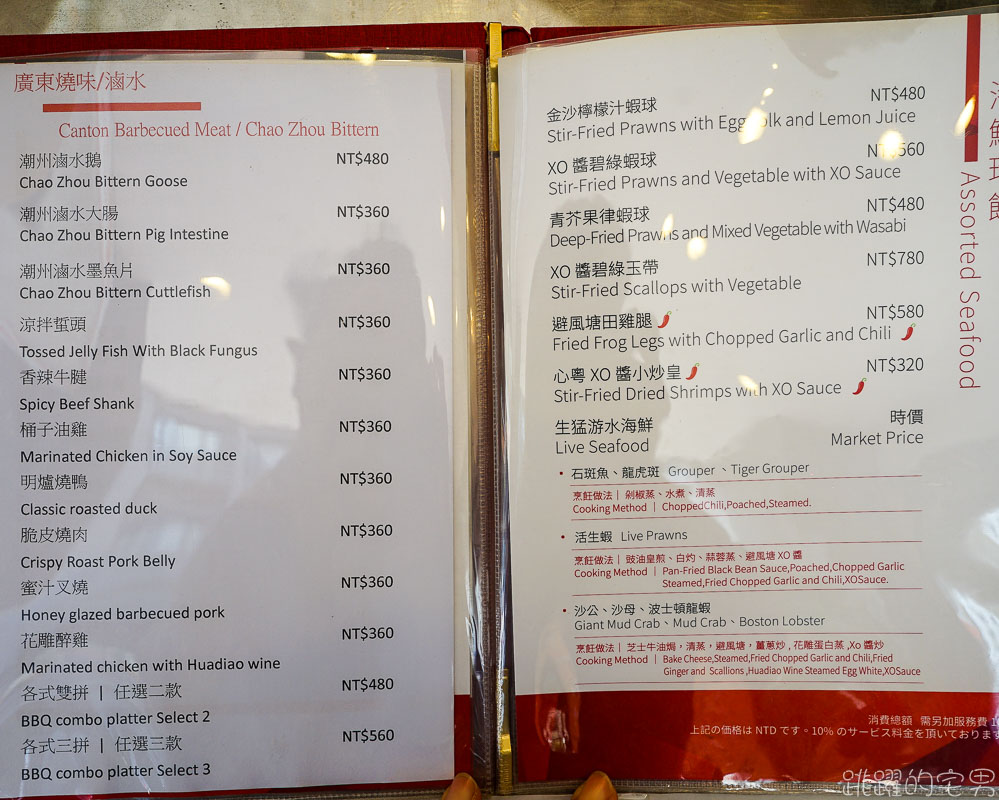 廣東燒味/滷水
Canton Barbecued Meat / Chao Zhou Bittern
潮州滷水鵝 NT$480
Chao Zhou Bittern Goose
潮州滷水大腸 NT$360
Chao Zhou Bittern Pig Intestine
潮州滷水墨魚片 NT$360
Chao Zhou Bittern Cuttlefish
涼拌蜇頭 NT$360
Tossed Jelly Fish With Black Fungus
香辣牛腱 NT$360
Spicy Beef Shank
桶子油雞 NT$360
Marinated Chicken in Soy Sauce
明爐燒鴨 NT$360
Classic roasted duck
脆皮燒肉 NT$360
Crispy Roast Pork Belly
蜜汁叉燒 NT$360
Honey glazed barbecued pork
花雕醉雞 NT$360
Marinated chicken with Huadiao wine
各式雙拼 | 任選二款 NT$480
BBQ combo platter Select 2
各式三拼 | 任選三款 NT$560
BBQ combo platter Select 3
Assorted Seafood
金沙檸檬汁蝦球 NT$480
Stir-Fried Prawns with Egg Yolk and Lemon Juice
XO 醬碧綠蝦球 NT$560
Stir-Fried Prawns and Vegetable with XO Sauce
青芥果律蝦球 NT$480
Deep-Fried Prawns and Mixed Vegetable with Wasabi
XO 醬碧綠玉帶 NT$780
Stir-Fried Scallops with Vegetable
避風塘田雞腿 NT$580
Fried Frog Legs with Chopped Garlic and Chili
心粵 XO 醬小炒皇 NT$320
Stir-Fried Dried Shrimps with XO Sauce
生猛游水海鮮 時價
Live Seafood Market Price
• 石斑魚、龍虎斑 Grouper 、Tiger Grouper
烹飪做法 | 剁椒蒸、水煮、清蒸
Cooking Method | ChoppedChili,Poached,Steamed.
• 活生蝦 Live Prawns
烹飪做法 | 豉油皇煎、白灼、蒜蓉蒸、避風塘 XO 醬
Cooking Method | Pan-Fried Black Bean Sauce,Poached,Chopped Garlic
Steamed,Fried Chopped Garlic and Chili,XOSauce.
• 沙公、沙母、波士頓龍蝦
Giant Mud Crab、Mud Crab、Boston Lobster
烹飪做法 | 芝士牛油焗，清蒸，避風塘，薑蔥炒 , 花雕蛋白蒸 ,XO 醬炒
Cooking Method | Bake Cheese,Steamed,Fried Chopped Garlic and Chili,Fried
Ginger and Scallions ,Huadiao Wine Steamed Egg White,XOSauce
消費總額 需另加服務費
上記の価格は NTD です。10% のサービス料金を頂いております
跳躍的宅男